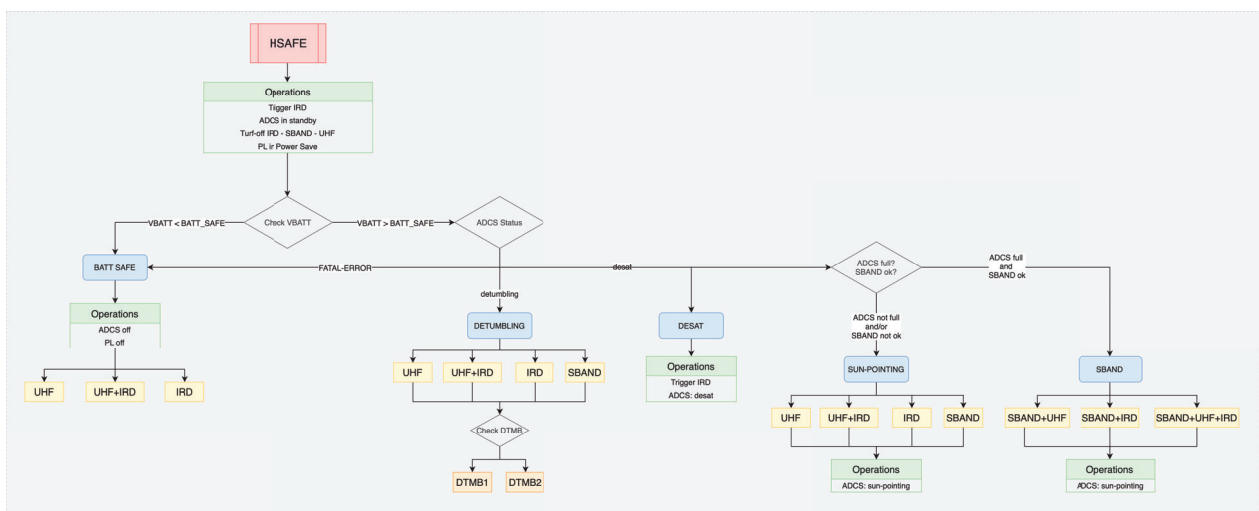 HSAFE
Operations
Trigger IRD
ADCS in standby
Turf-off IRD - SBAND - UHF
PL ir Power Save
VBATT < BATT_SAFE
Check VBATT
VBATT > BATT_SAFE
ADCS Status
BATT SAFE
FATAL-ERROR
desat
ADCS full?
SBAND ok?
ADCS full
and
SBAND ok
detumbling
Operations
ADCS off
PL off
DETUMBLING
DESAT
ADCS not full
and/or
SBAND not ok
SUN-POINTING
SBAND
UHF
UHF+IRD
IRD
UHF
UHF+IRD
IRD
SBAND
Operations
Trigger IRD
ADCS: desat
UHF
UHF+IRD
IRD
SBAND
SBAND+UHF
SBAND+IRD
SBAND+UHF+IRD
Check DTMB
Operations
ADCS: sun-pointing
Operations
ADCS: sun-pointing
DTMB1
DTMB2